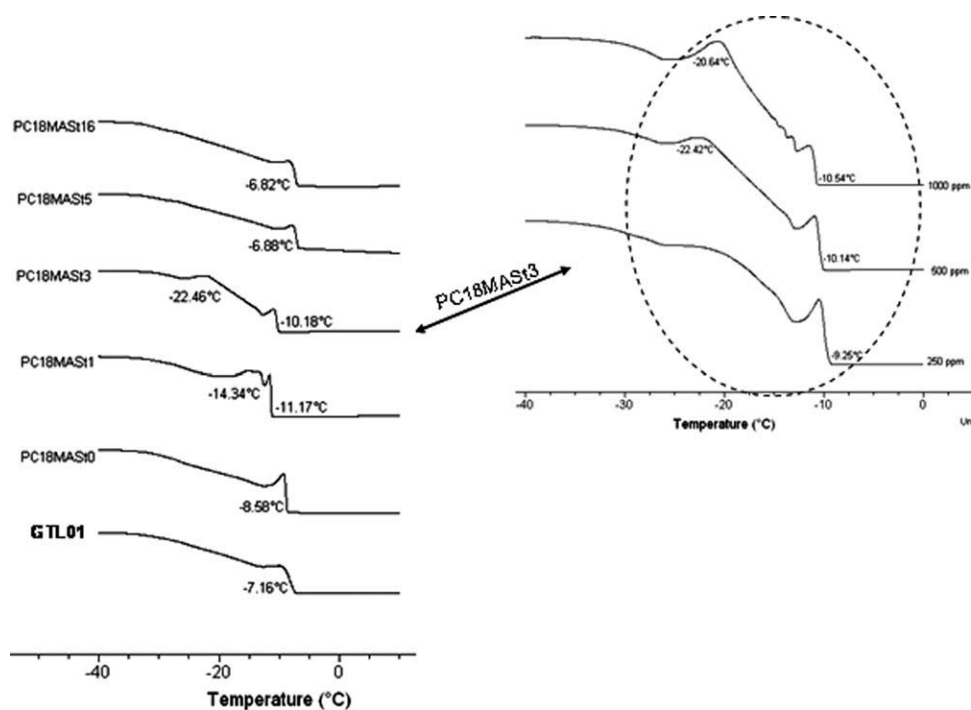 PC18MASt16
-6.82°C
PC18MASt5
-6.88°C
PC18MASt3
-22.46°C
-10.18°C
PC18MASt1
-14.34°C
-11.17°C
PC18MASt0
-8.58°C
GTL01
-7.16°C
-40 -20 0
Temperature (°C)
PC18MASt3
-20.64°C
-10.54°C
1000 ppm
-22.42°C
-10.14°C
500 ppm
-9.25°C
250 ppm
-40 -30 -20 -10 0
Temperature (°C)
Un